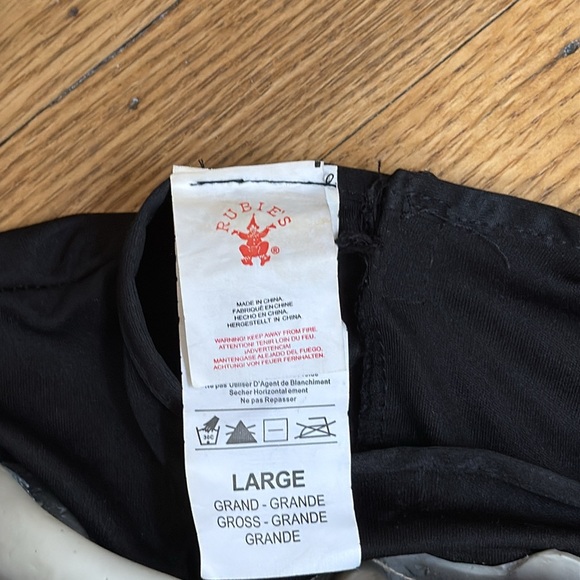 RUBIE'S
®
MADE IN CHINA
FABRIQUÉ EN CHINE
HECHO EN CHINA
HERGESTELLT IN CHINA
WARNING! KEEP AWAY FROM FIRE.
ATTENTION! TENIR LOIN DU FEU.
¡ADVERTENCIA!
MANTENGASE ALEJADO DEL FUEGO.
ACHTUNG! VON FEUER FERNHALTEN.
Ne pas Utiliser D'Agent de Blanchiment
Secher Horizontalement
Ne pas Repasser
30C
LARGE
GRAND - GRANDE
GROSS - GRANDE
GRANDE